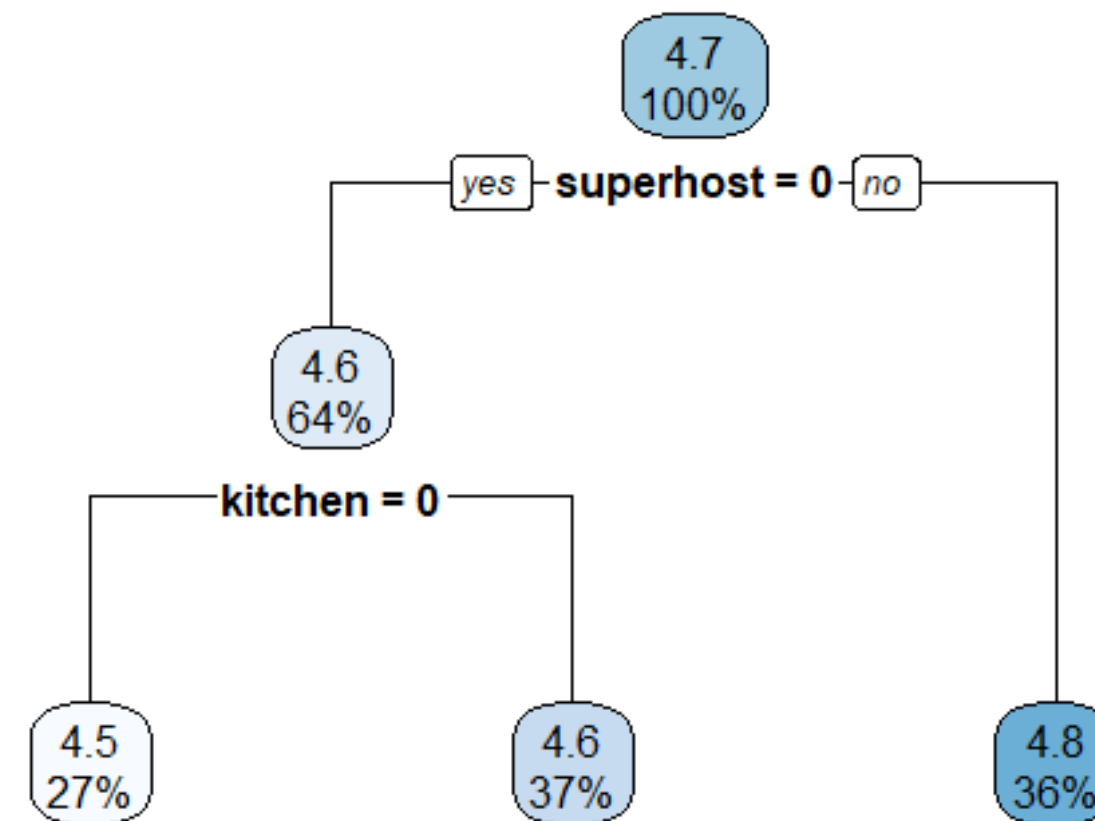 4.7
100%
yes superhost = 0 no
4.6
64%
kitchen = 0
4.5 4.6 4.8
27% 37% 36%